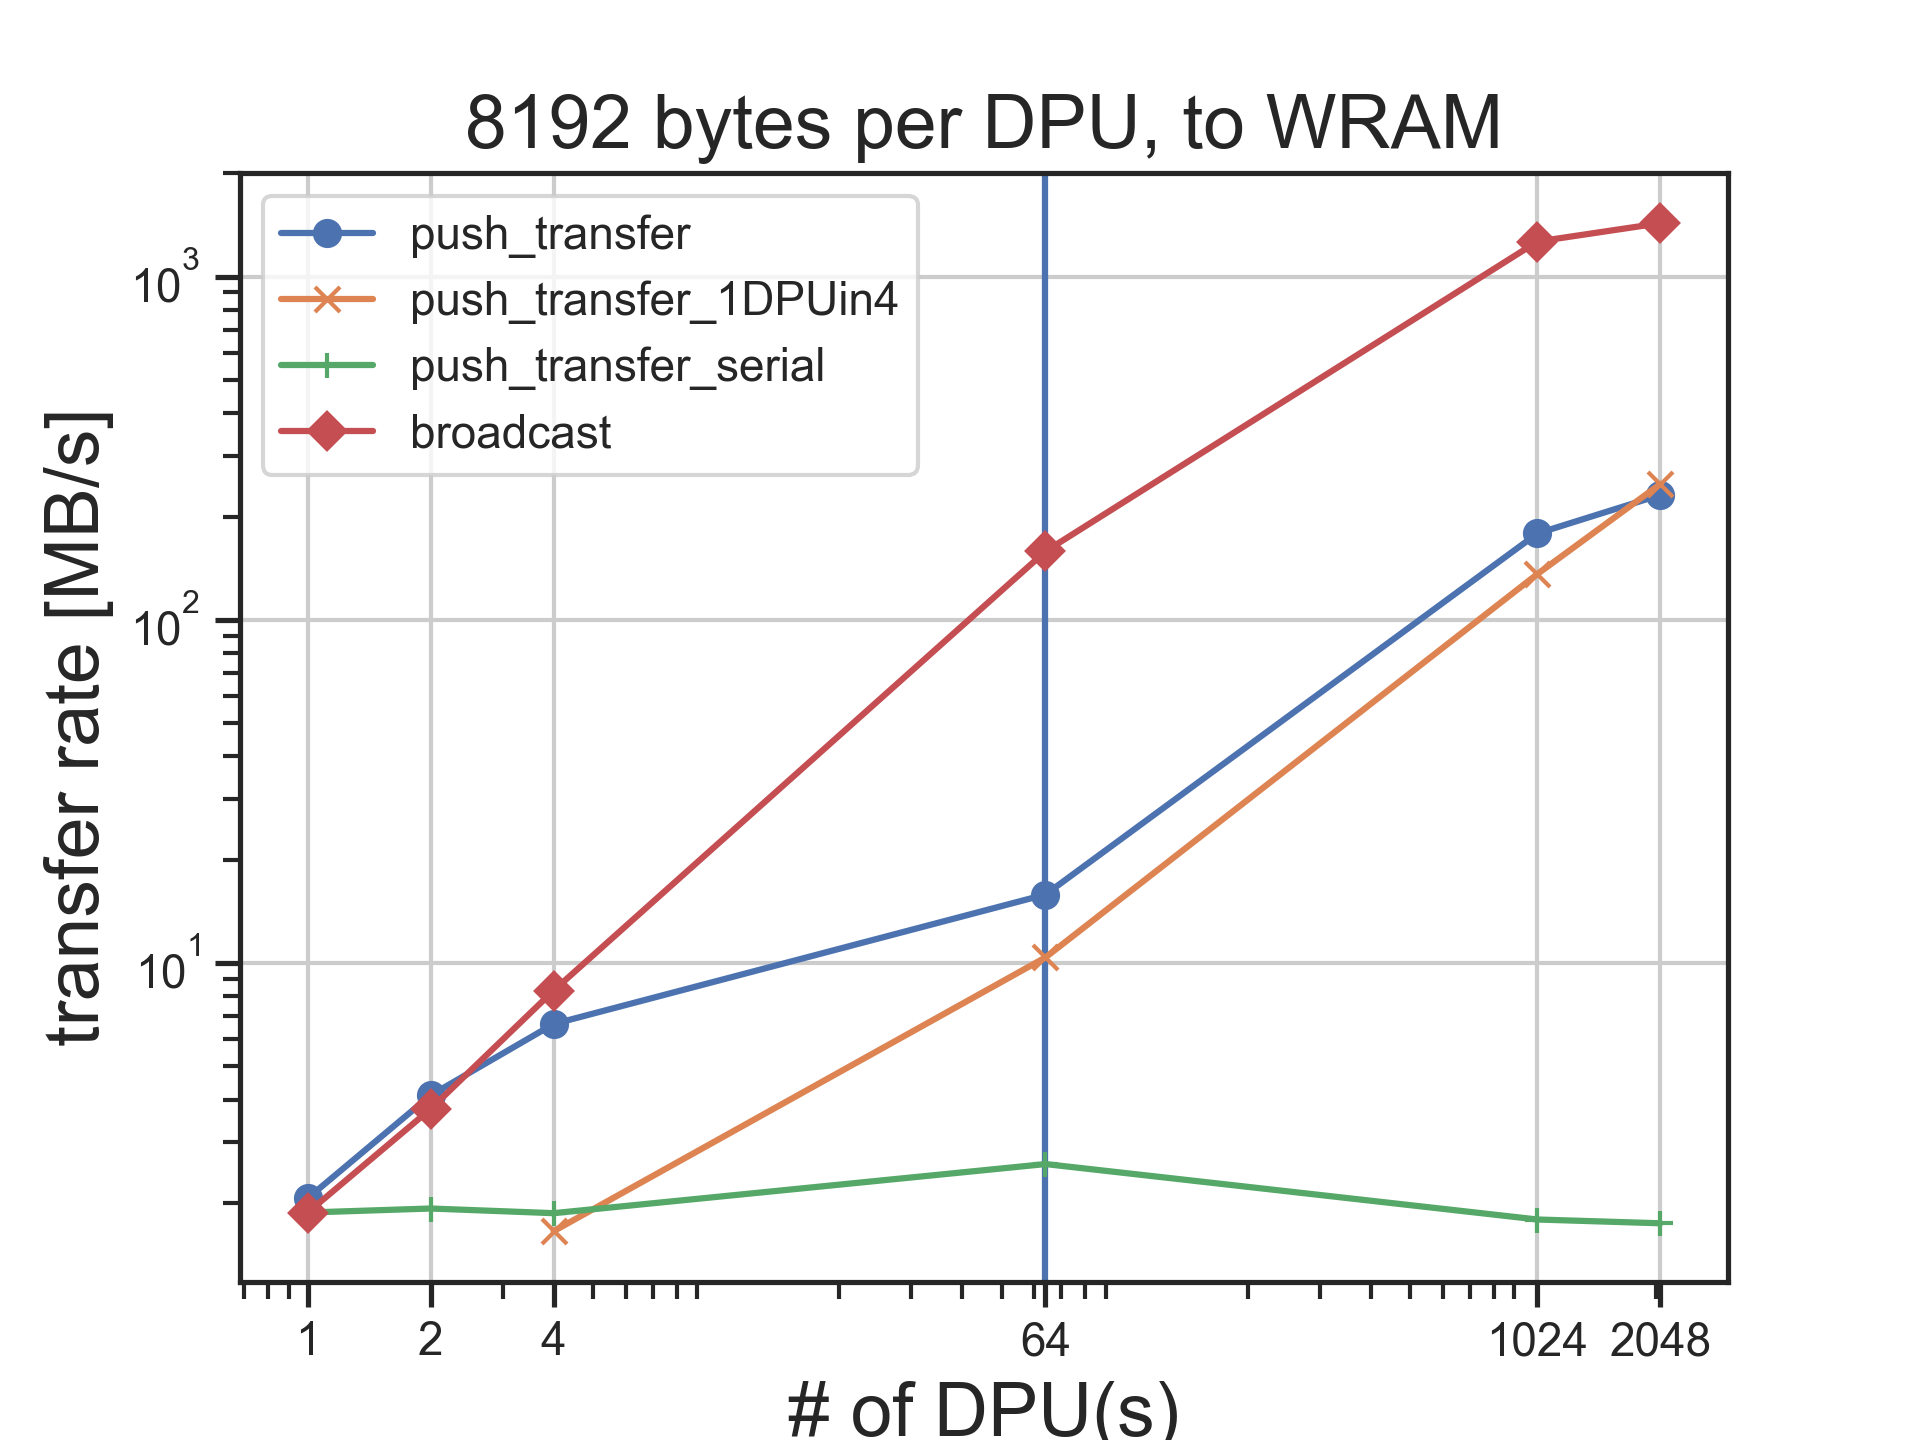 8192 bytes per DPU, to WRAM
push_transfer
push_transfer_1DPUin4
push_transfer_serial
broadcast
transfer rate [MB/s]
10³
10²
10¹
1 2 4 64 1024 2048
# of DPU(s)